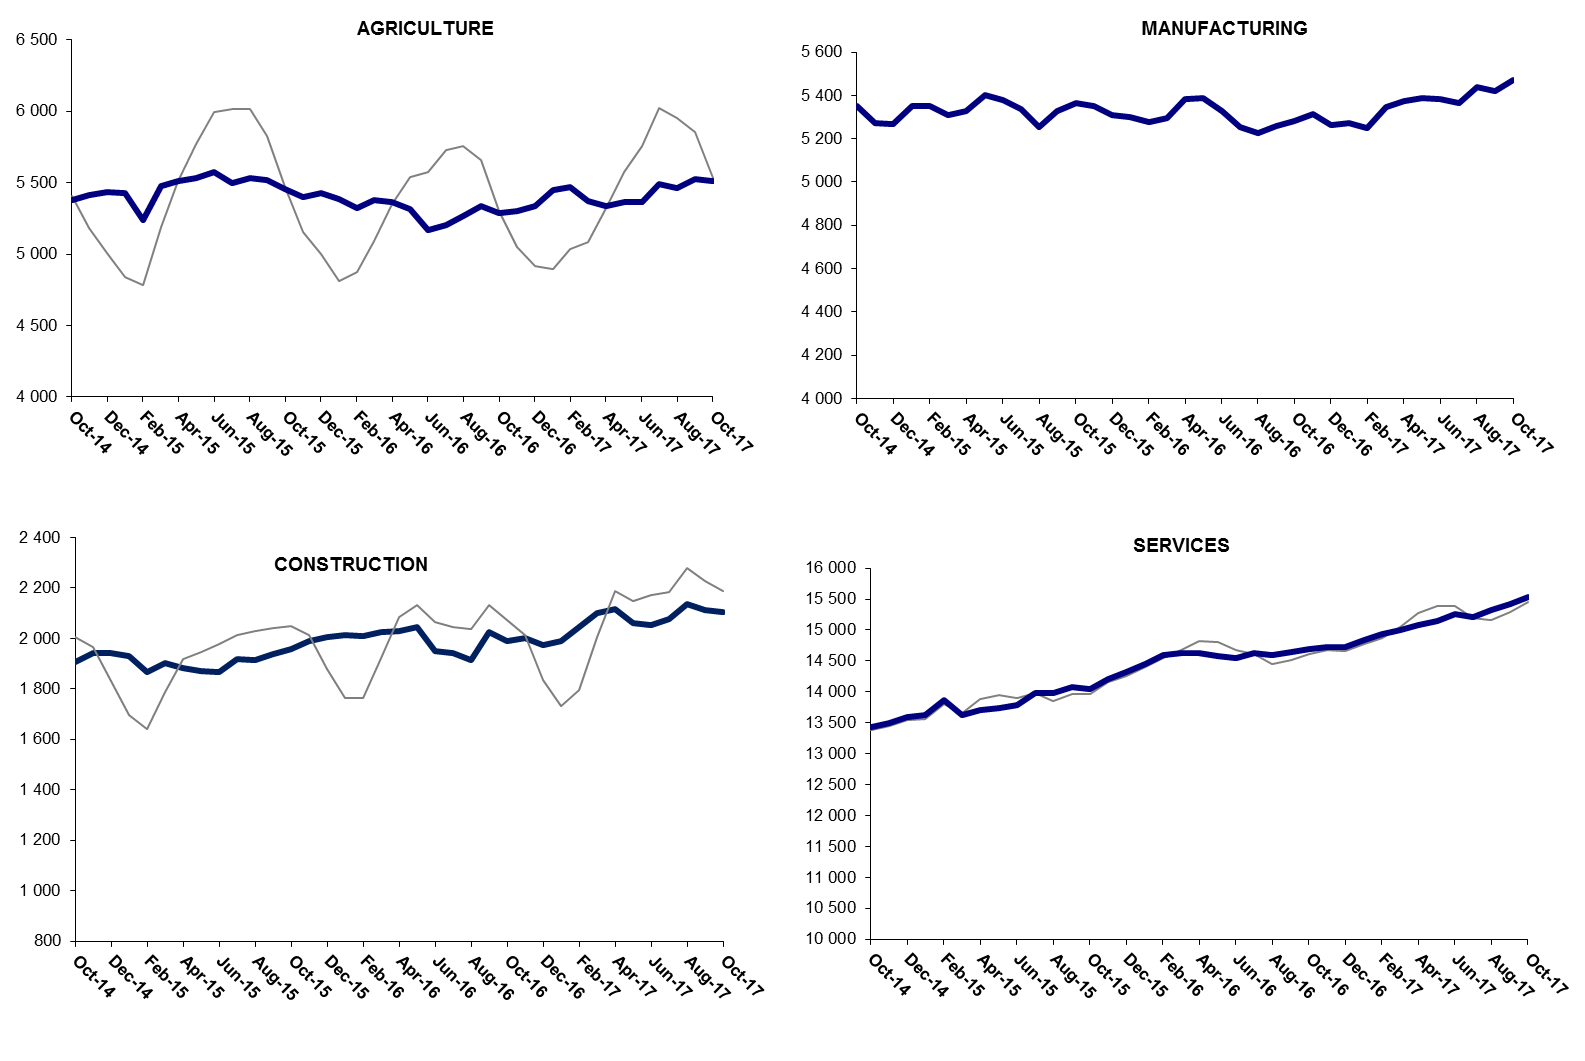 AGRICULTURE
6 500
6 000
5 500
5 000
4 500
4 000
Oct-14
Dec-14
Feb-15
Apr-15
Jun-15
Aug-15
Oct-15
Dec-15
Feb-16
Apr-16
Jun-16
Aug-16
Oct-16
Dec-16
Feb-17
Apr-17
Jun-17
Aug-17
Oct-17
MANUFACTURING
5 600
5 400
5 200
5 000
4 800
4 600
4 400
4 200
4 000
Oct-14
Dec-14
Feb-15
Apr-15
Jun-15
Aug-15
Oct-15
Dec-15
Feb-16
Apr-16
Jun-16
Aug-16
Oct-16
Dec-16
Feb-17
Apr-17
Jun-17
Aug-17
Oct-17
CONSTRUCTION
2 400
2 200
2 000
1 800
1 600
1 400
1 200
1 000
800
Oct-14
Dec-14
Feb-15
Apr-15
Jun-15
Aug-15
Oct-15
Dec-15
Feb-16
Apr-16
Jun-16
Aug-16
Oct-16
Dec-16
Feb-17
Apr-17
Jun-17
Aug-17
Oct-17
SERVICES
16 000
15 500
15 000
14 500
14 000
13 500
13 000
12 500
12 000
11 500
11 000
10 500
10 000
Oct-14
Dec-14
Feb-15
Apr-15
Jun-15
Aug-15
Oct-15
Dec-15
Feb-16
Apr-16
Jun-16
Aug-16
Oct-16
Dec-16
Feb-17
Apr-17
Jun-17
Aug-17
Oct-17